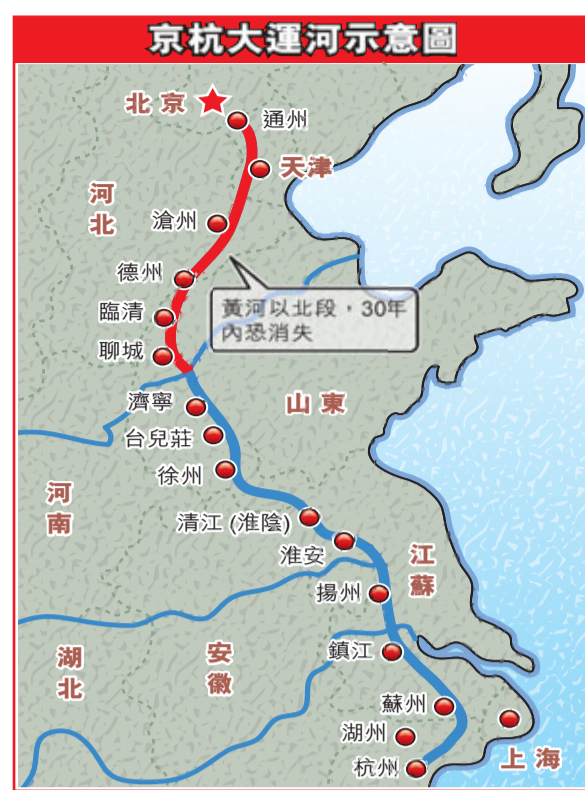 京杭大運河示意圖
北京
通州
天津
河
北
滄州
德州
黃河以北段，30年
內恐消失
臨清
聊城
濟寧
山東
台兒莊
徐州
河
南
清江(淮陰)
淮安
江
蘇
揚州
鎮江
湖
北
安
徽
蘇州
湖州
上海
杭州